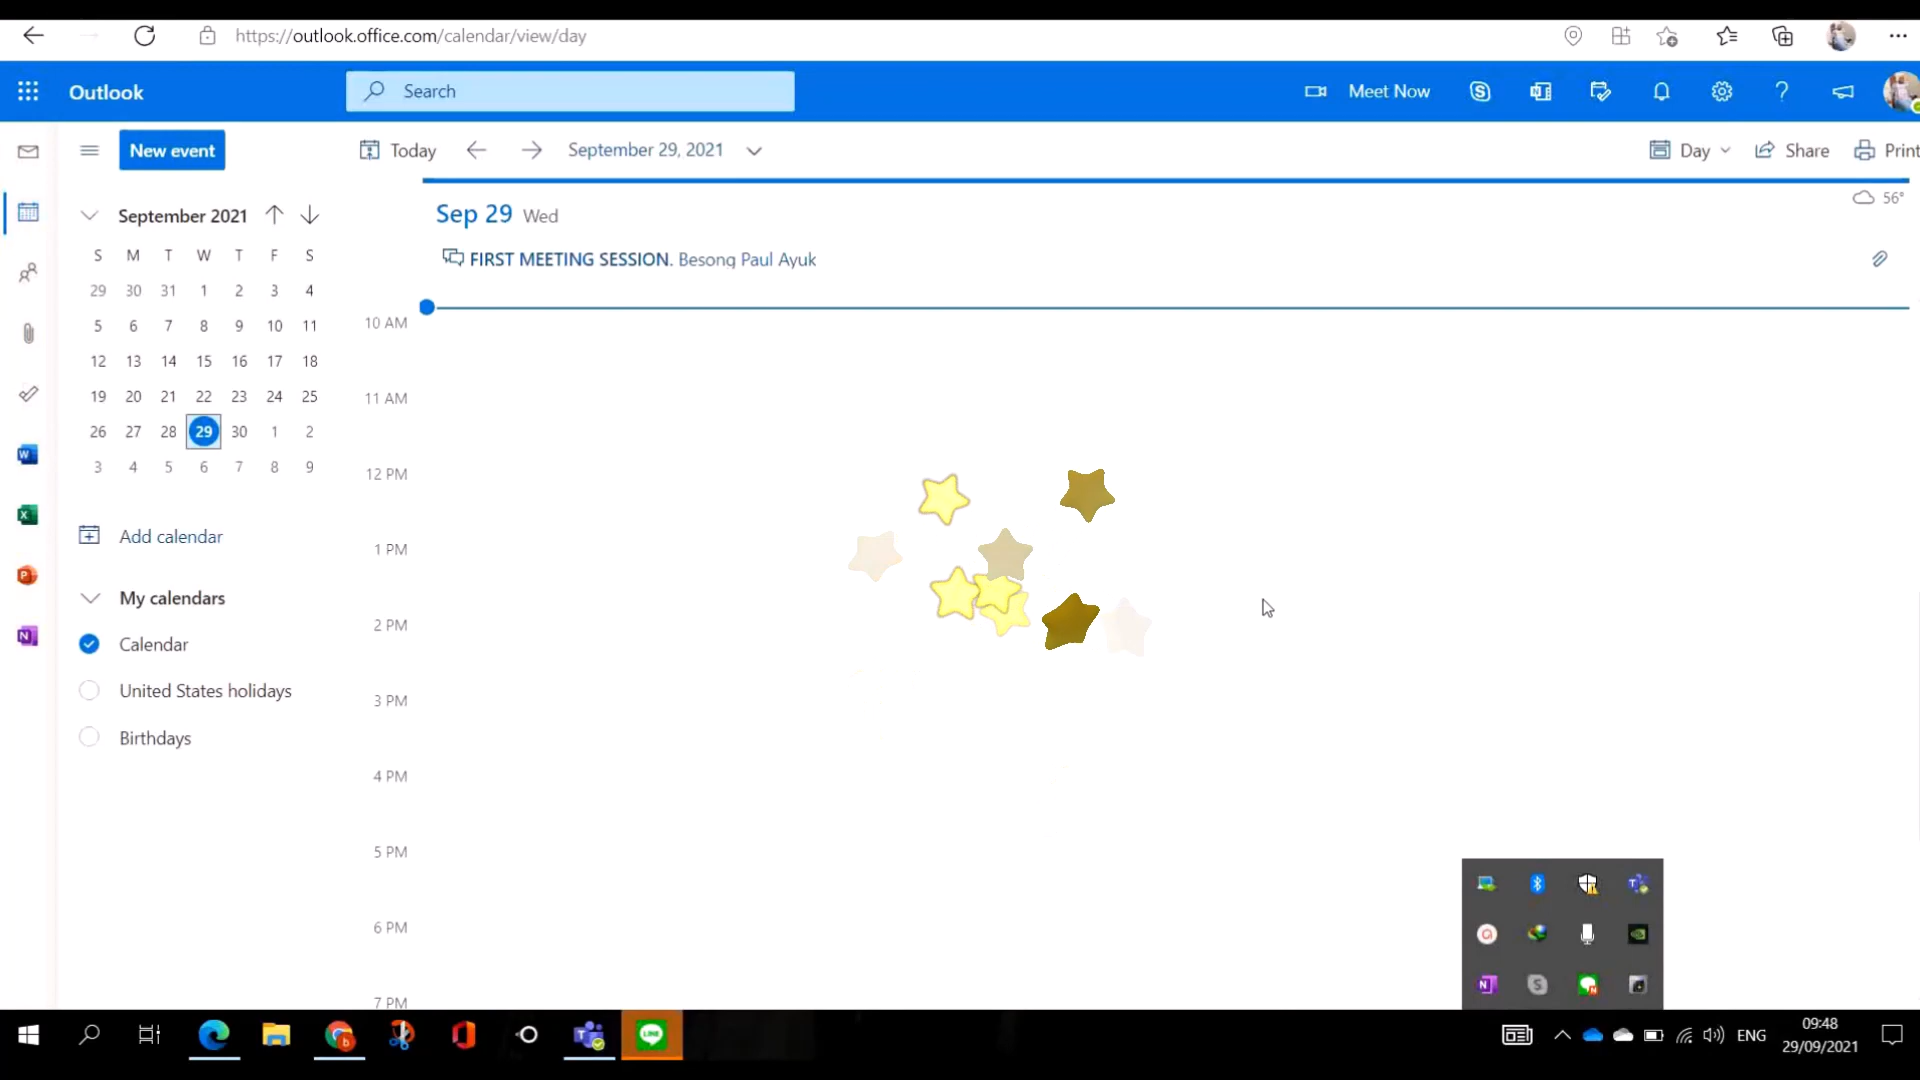 https://outlook.office.com/calendar/view/day
Outlook
Search
Meet Now
New event
Today
September 29, 2021
Day
Share
Print
September 2021
S M T W T F S
29 30 31 1 2 3 4
5 6 7 8 9 10 11
12 13 14 15 16 17 18
19 20 21 22 23 24 25
26 27 28 29 30 1 2
3 4 5 6 7 8 9
Add calendar
My calendars
Calendar
United States holidays
Birthdays
Sep 29 Wed
56°
FIRST MEETING SESSION. Besong Paul Ayuk
10 AM
11 AM
12 PM
1 PM
2 PM
3 PM
4 PM
5 PM
6 PM
7 PM
ENG
09:48
29/09/2021